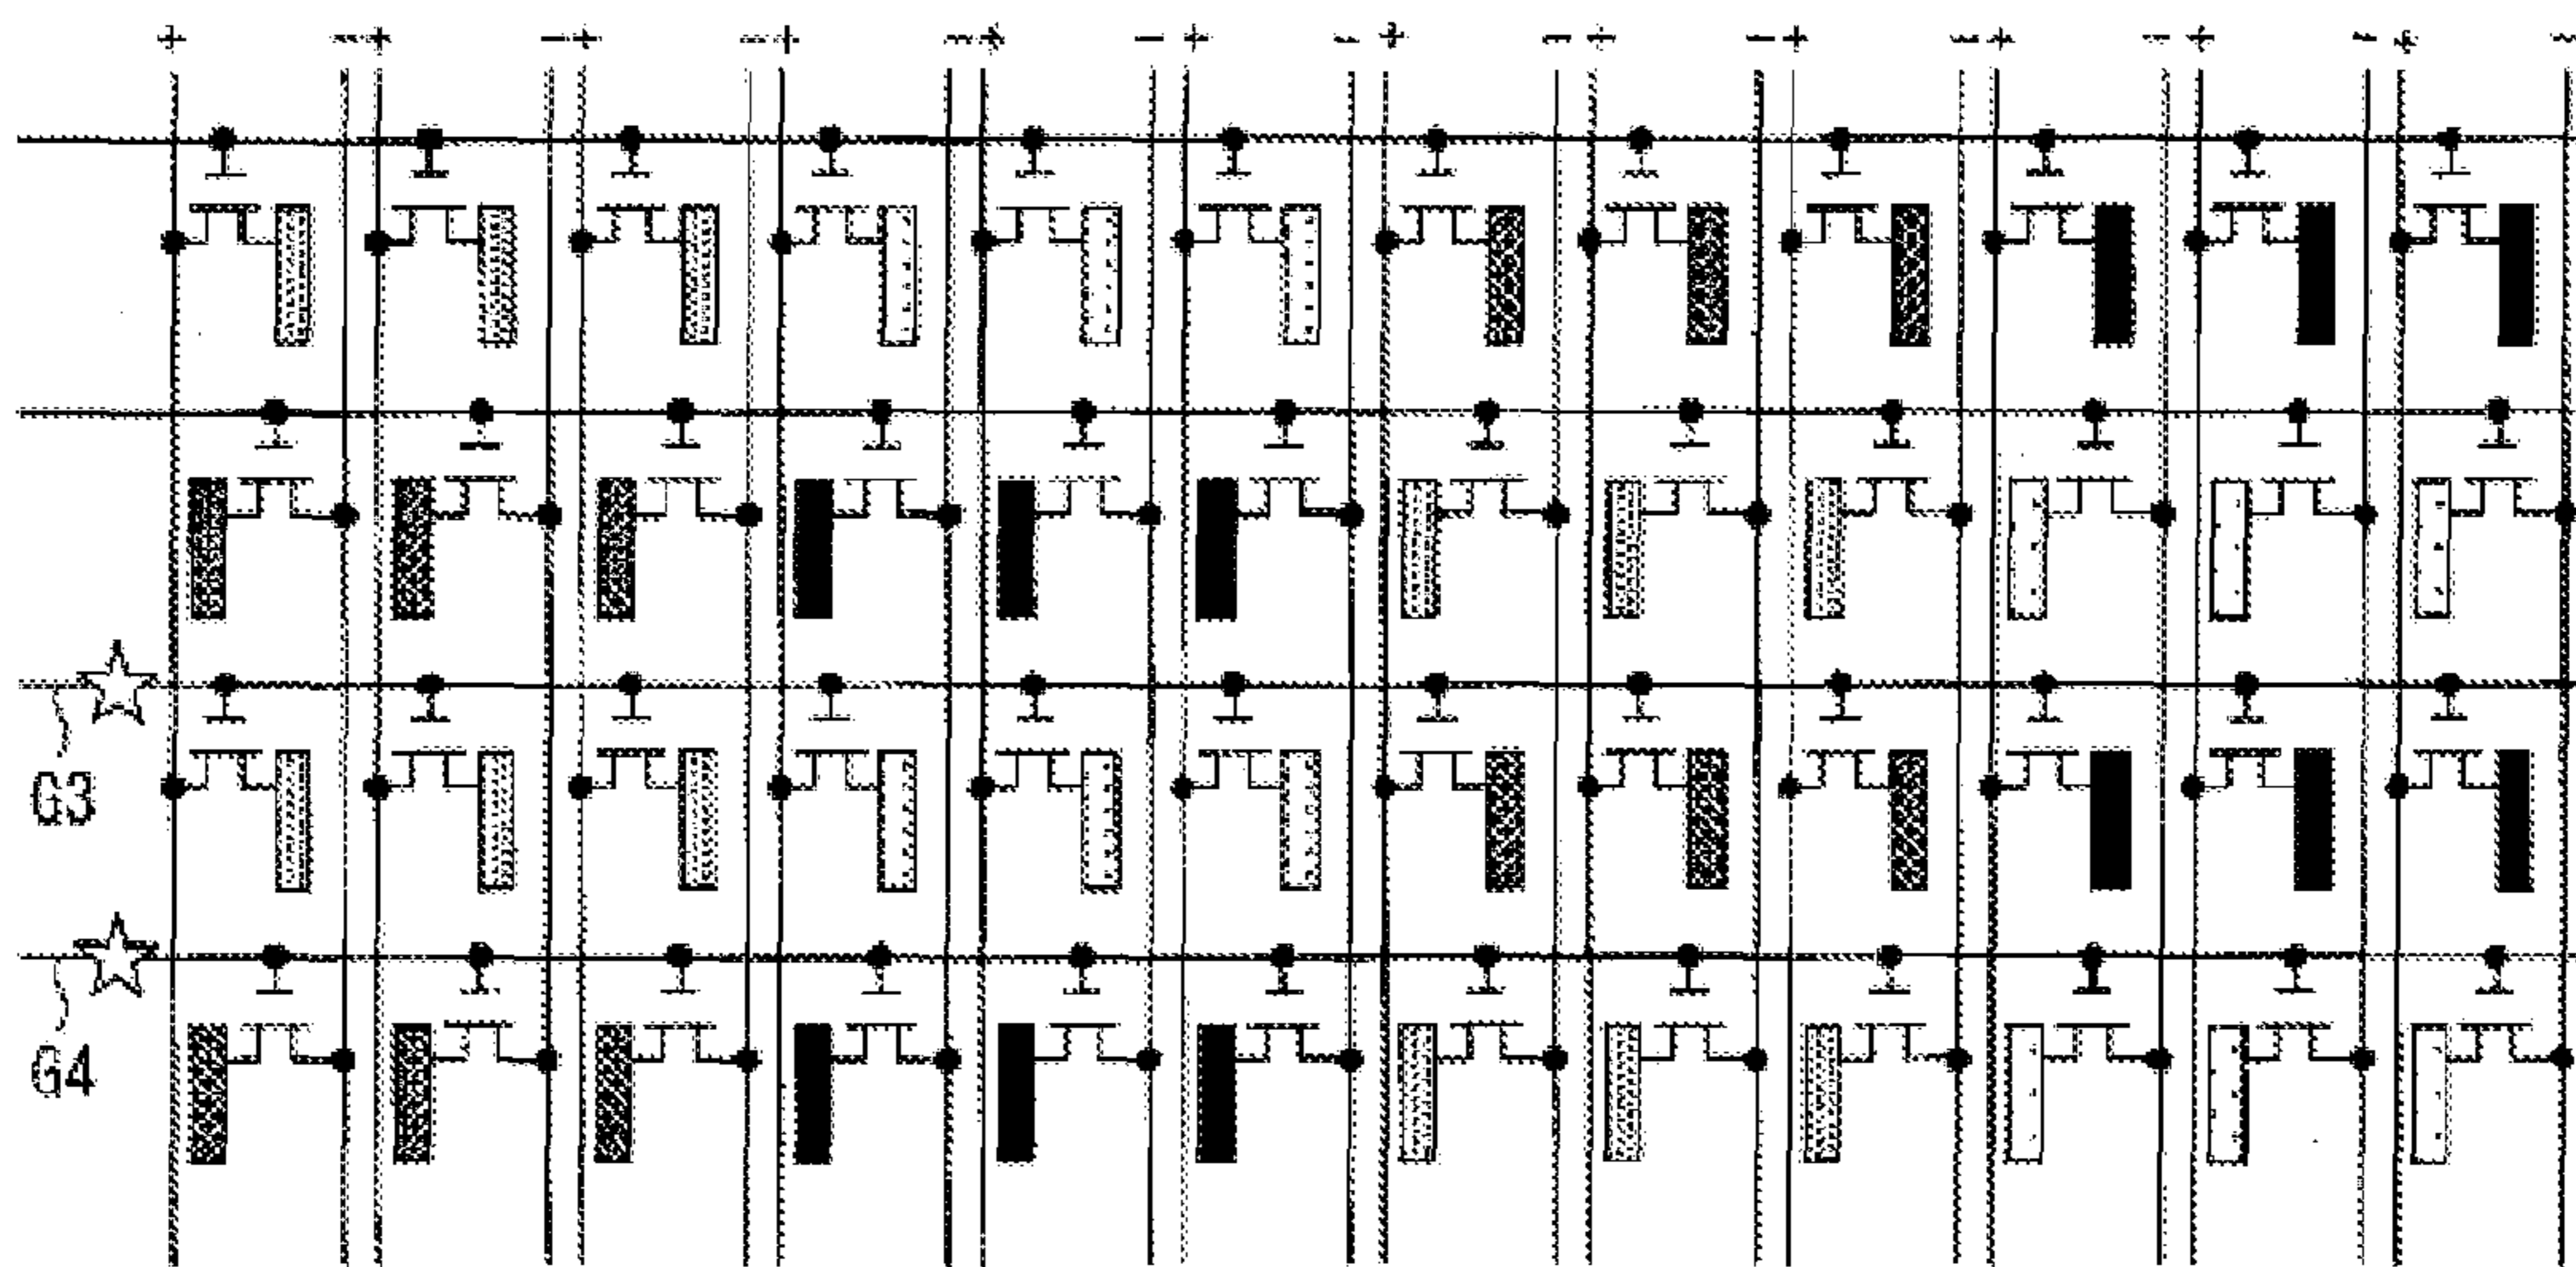 + - + - + - + - + - + - + - + - + - + - + - + -
G3
G4